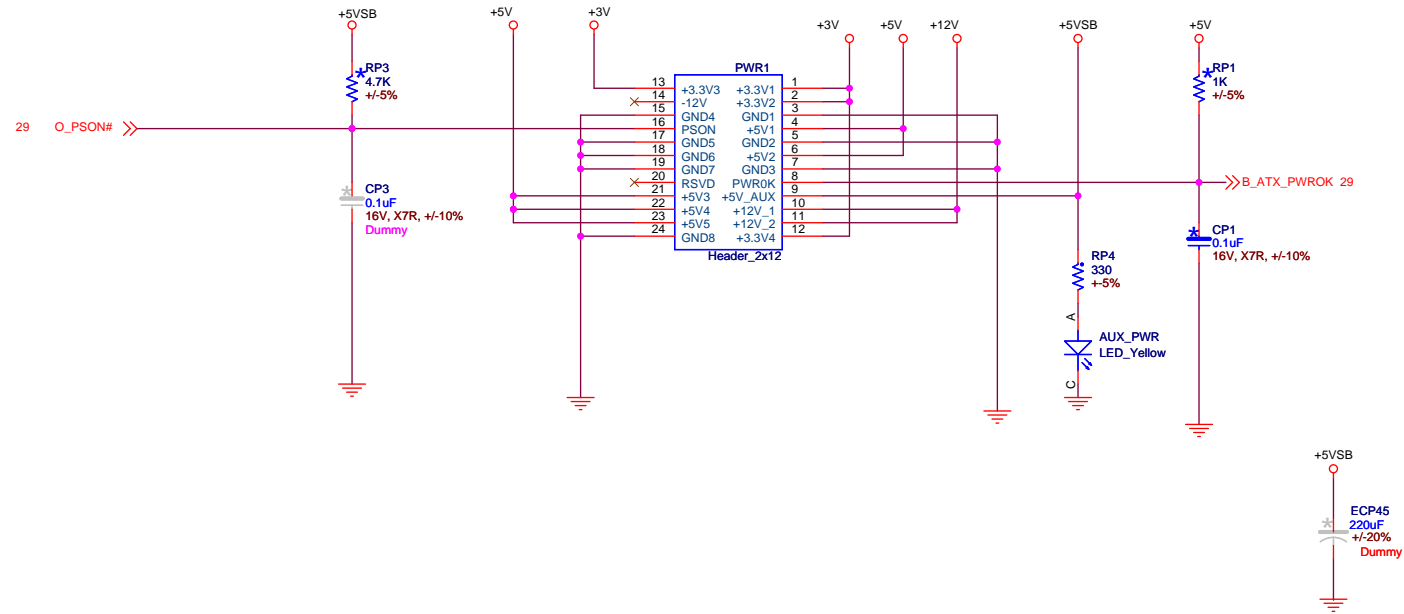 +5VSB
RP3
4.7K
+/-5%
29 O_PSON#
CP3
0.1uF
16V, X7R, +/-10%
Dummy
+5V
+3V
PWR1
13 +3.3V3 +3.3V1 1
14 -12V +3.3V2 2
15 GND4 GND1 3
16 PSON +5V1 4
17 GND5 GND2 5
18 GND6 +5V2 6
19 GND7 GND3 7
20 RSVD PWR0K 8
21 +5V3 +5V_AUX 9
22 +5V4 +12V_1 10
23 +5V5 +12V_2 11
24 GND8 +3.3V4 12
Header_2x12
+3V
+5V
+12V
+5VSB
RP4
330
+-5%
A
AUX_PWR
LED_Yellow
C
+5V
RP1
1K
+/-5%
B_ATX_PWROK 29
CP1
0.1uF
16V, X7R, +/-10%
+5VSB
ECP45
220uF
+/-20%
Dummy